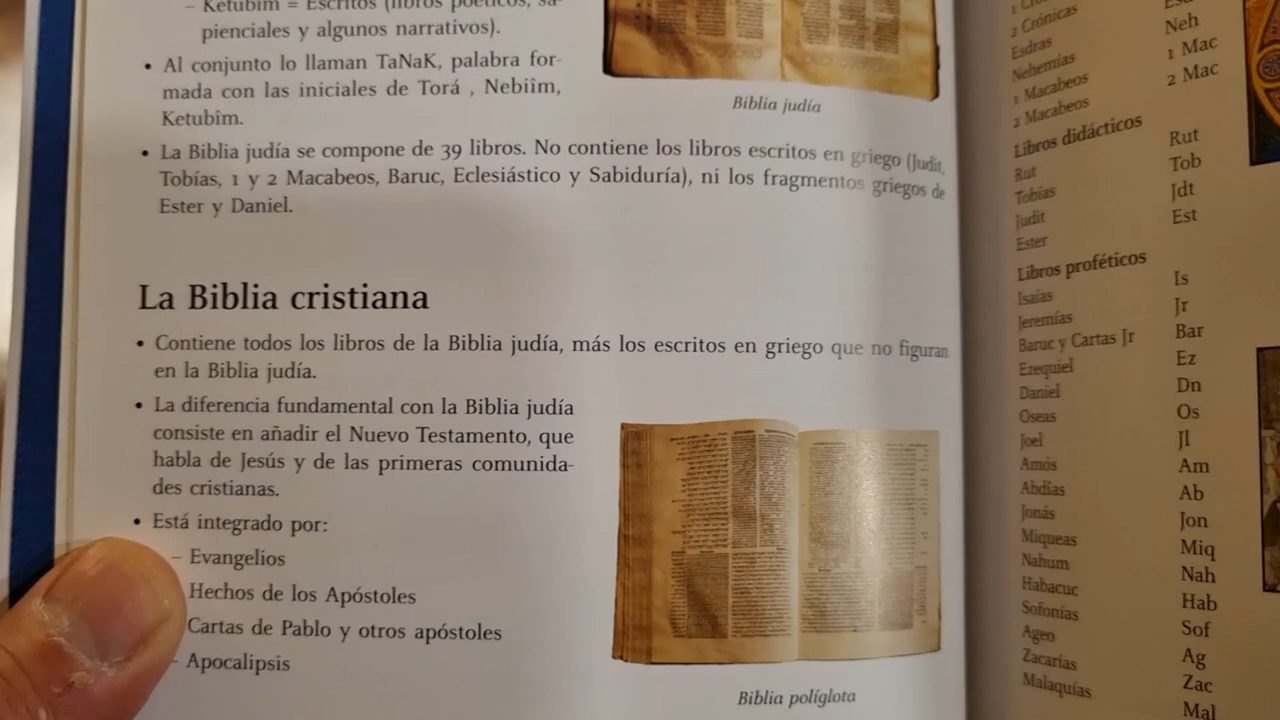 – Ketubîm = Escritos (libros poéticos, sa-
pienciales y algunos narrativos).
• Al conjunto lo llaman TaNaK, palabra for-
mada con las iniciales de Torá , Nebiîm,
Ketubîm.
Biblia judía
• La Biblia judía se compone de 39 libros. No contiene los libros escritos en griego (Judit,
Tobías, 1 y 2 Macabeos, Baruc, Eclesiástico y Sabiduría), ni los fragmentos griegos de
Ester y Daniel.
La Biblia cristiana
• Contiene todos los libros de la Biblia judía, más los escritos en griego que no figuran
en la Biblia judía.
• La diferencia fundamental con la Biblia judía
consiste en añadir el Nuevo Testamento, que
habla de Jesús y de las primeras comunida-
des cristianas.
• Está integrado por:
– Evangelios
Hechos de los Apóstoles
Cartas de Pablo y otros apóstoles
– Apocalipsis
Biblia políglota
2 Crónicas
Esdras
Neh
Nehemías
1 Mac
1 Macabeos
2 Mac
2 Macabeos
Libros didácticos
Rut Rut
Tobías Tob
Judit Jdt
Ester Est
Libros proféticos
Isaías Is
Jeremías Jr
Baruc y Cartas Jr Bar
Ezequiel Ez
Daniel Dn
Oseas Os
Joel Jl
Amós Am
Abdías Ab
Jonás Jon
Miqueas Miq
Nahum Nah
Habacuc Hab
Sofonías Sof
Ageo Ag
Zacarías Zac
Malaquías Mal